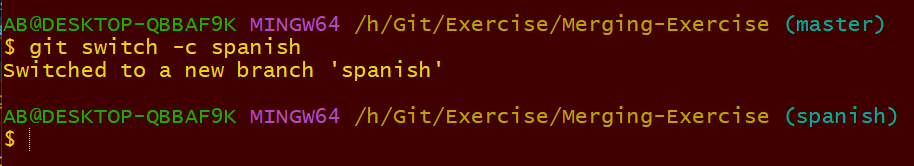 AB@DESKTOP-QBBAF9K MINGW64 /h/Git/Exercise/Merging-Exercise (master)
$ git switch -c spanish
Switched to a new branch 'spanish'
AB@DESKTOP-QBBAF9K MINGW64 /h/Git/Exercise/Merging-Exercise (spanish)
$